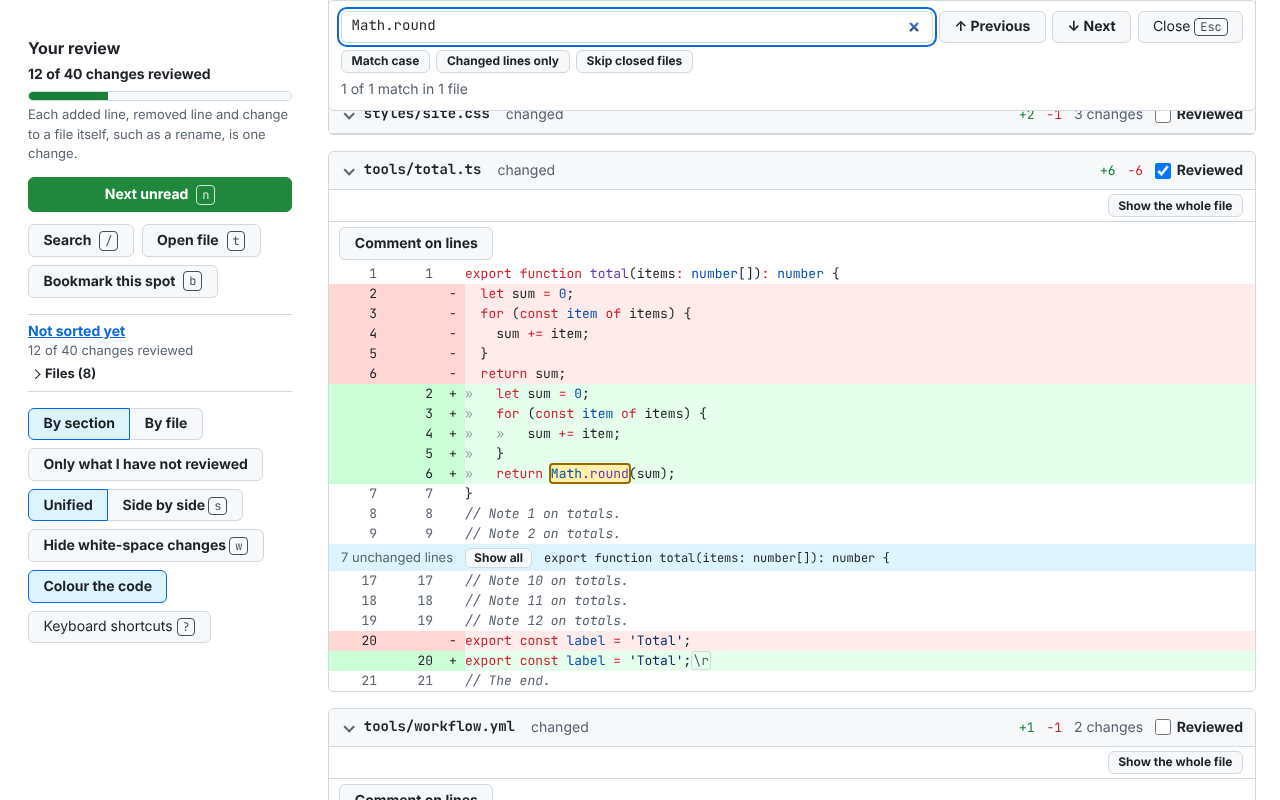 Math.round × ↑ Previous ↓ Next Close Esc
Match case Changed lines only Skip closed files
1 of 1 match in 1 file
Your review
12 of 40 changes reviewed
Each added line, removed line and change
to a file itself, such as a rename, is one
change.
Next unread n
Search / Open file t
Bookmark this spot b
Not sorted yet
12 of 40 changes reviewed
Files (8)
By section By file
Only what I have not reviewed
Unified Side by side s
Hide white-space changes w
Colour the code
Keyboard shortcuts ?
styles/site.css changed +2 -1 3 changes Reviewed
tools/total.ts changed +6 -6 Reviewed
Show the whole file
Comment on lines
1 1 export function total(items: number[]): number {
2 - let sum = 0;
3 - for (const item of items) {
4 - sum += item;
5 - }
6 - return sum;
2 + » let sum = 0;
3 + » for (const item of items) {
4 + » » sum += item;
5 + » }
6 + » return Math.round(sum);
7 7 }
8 8 // Note 1 on totals.
9 9 // Note 2 on totals.
7 unchanged lines Show all export function total(items: number[]): number {
17 17 // Note 10 on totals.
18 18 // Note 11 on totals.
19 19 // Note 12 on totals.
20 - export const label = 'Total';
20 + export const label = 'Total';\r
21 21 // The end.
tools/workflow.yml changed +1 -1 2 changes Reviewed
Show the whole file
Comment on lines